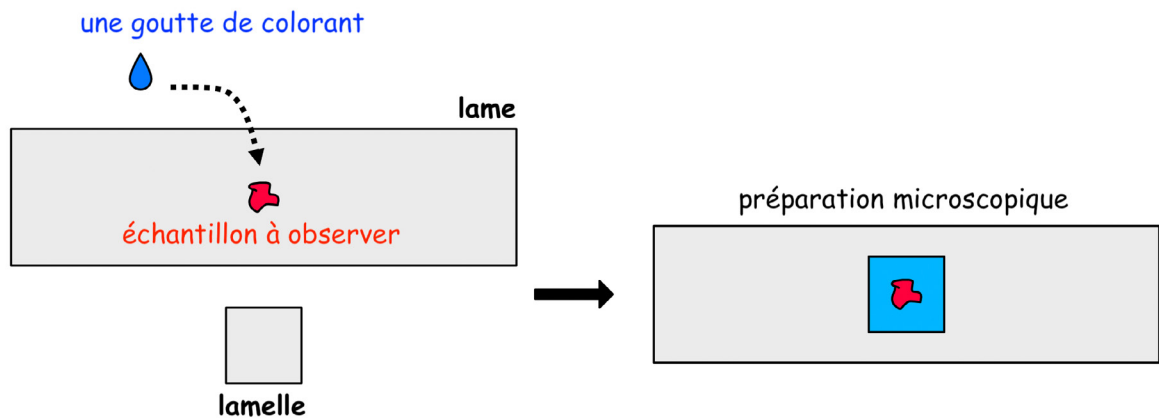 une goutte de colorant
lame
échantillon à observer
lamelle
préparation microscopique